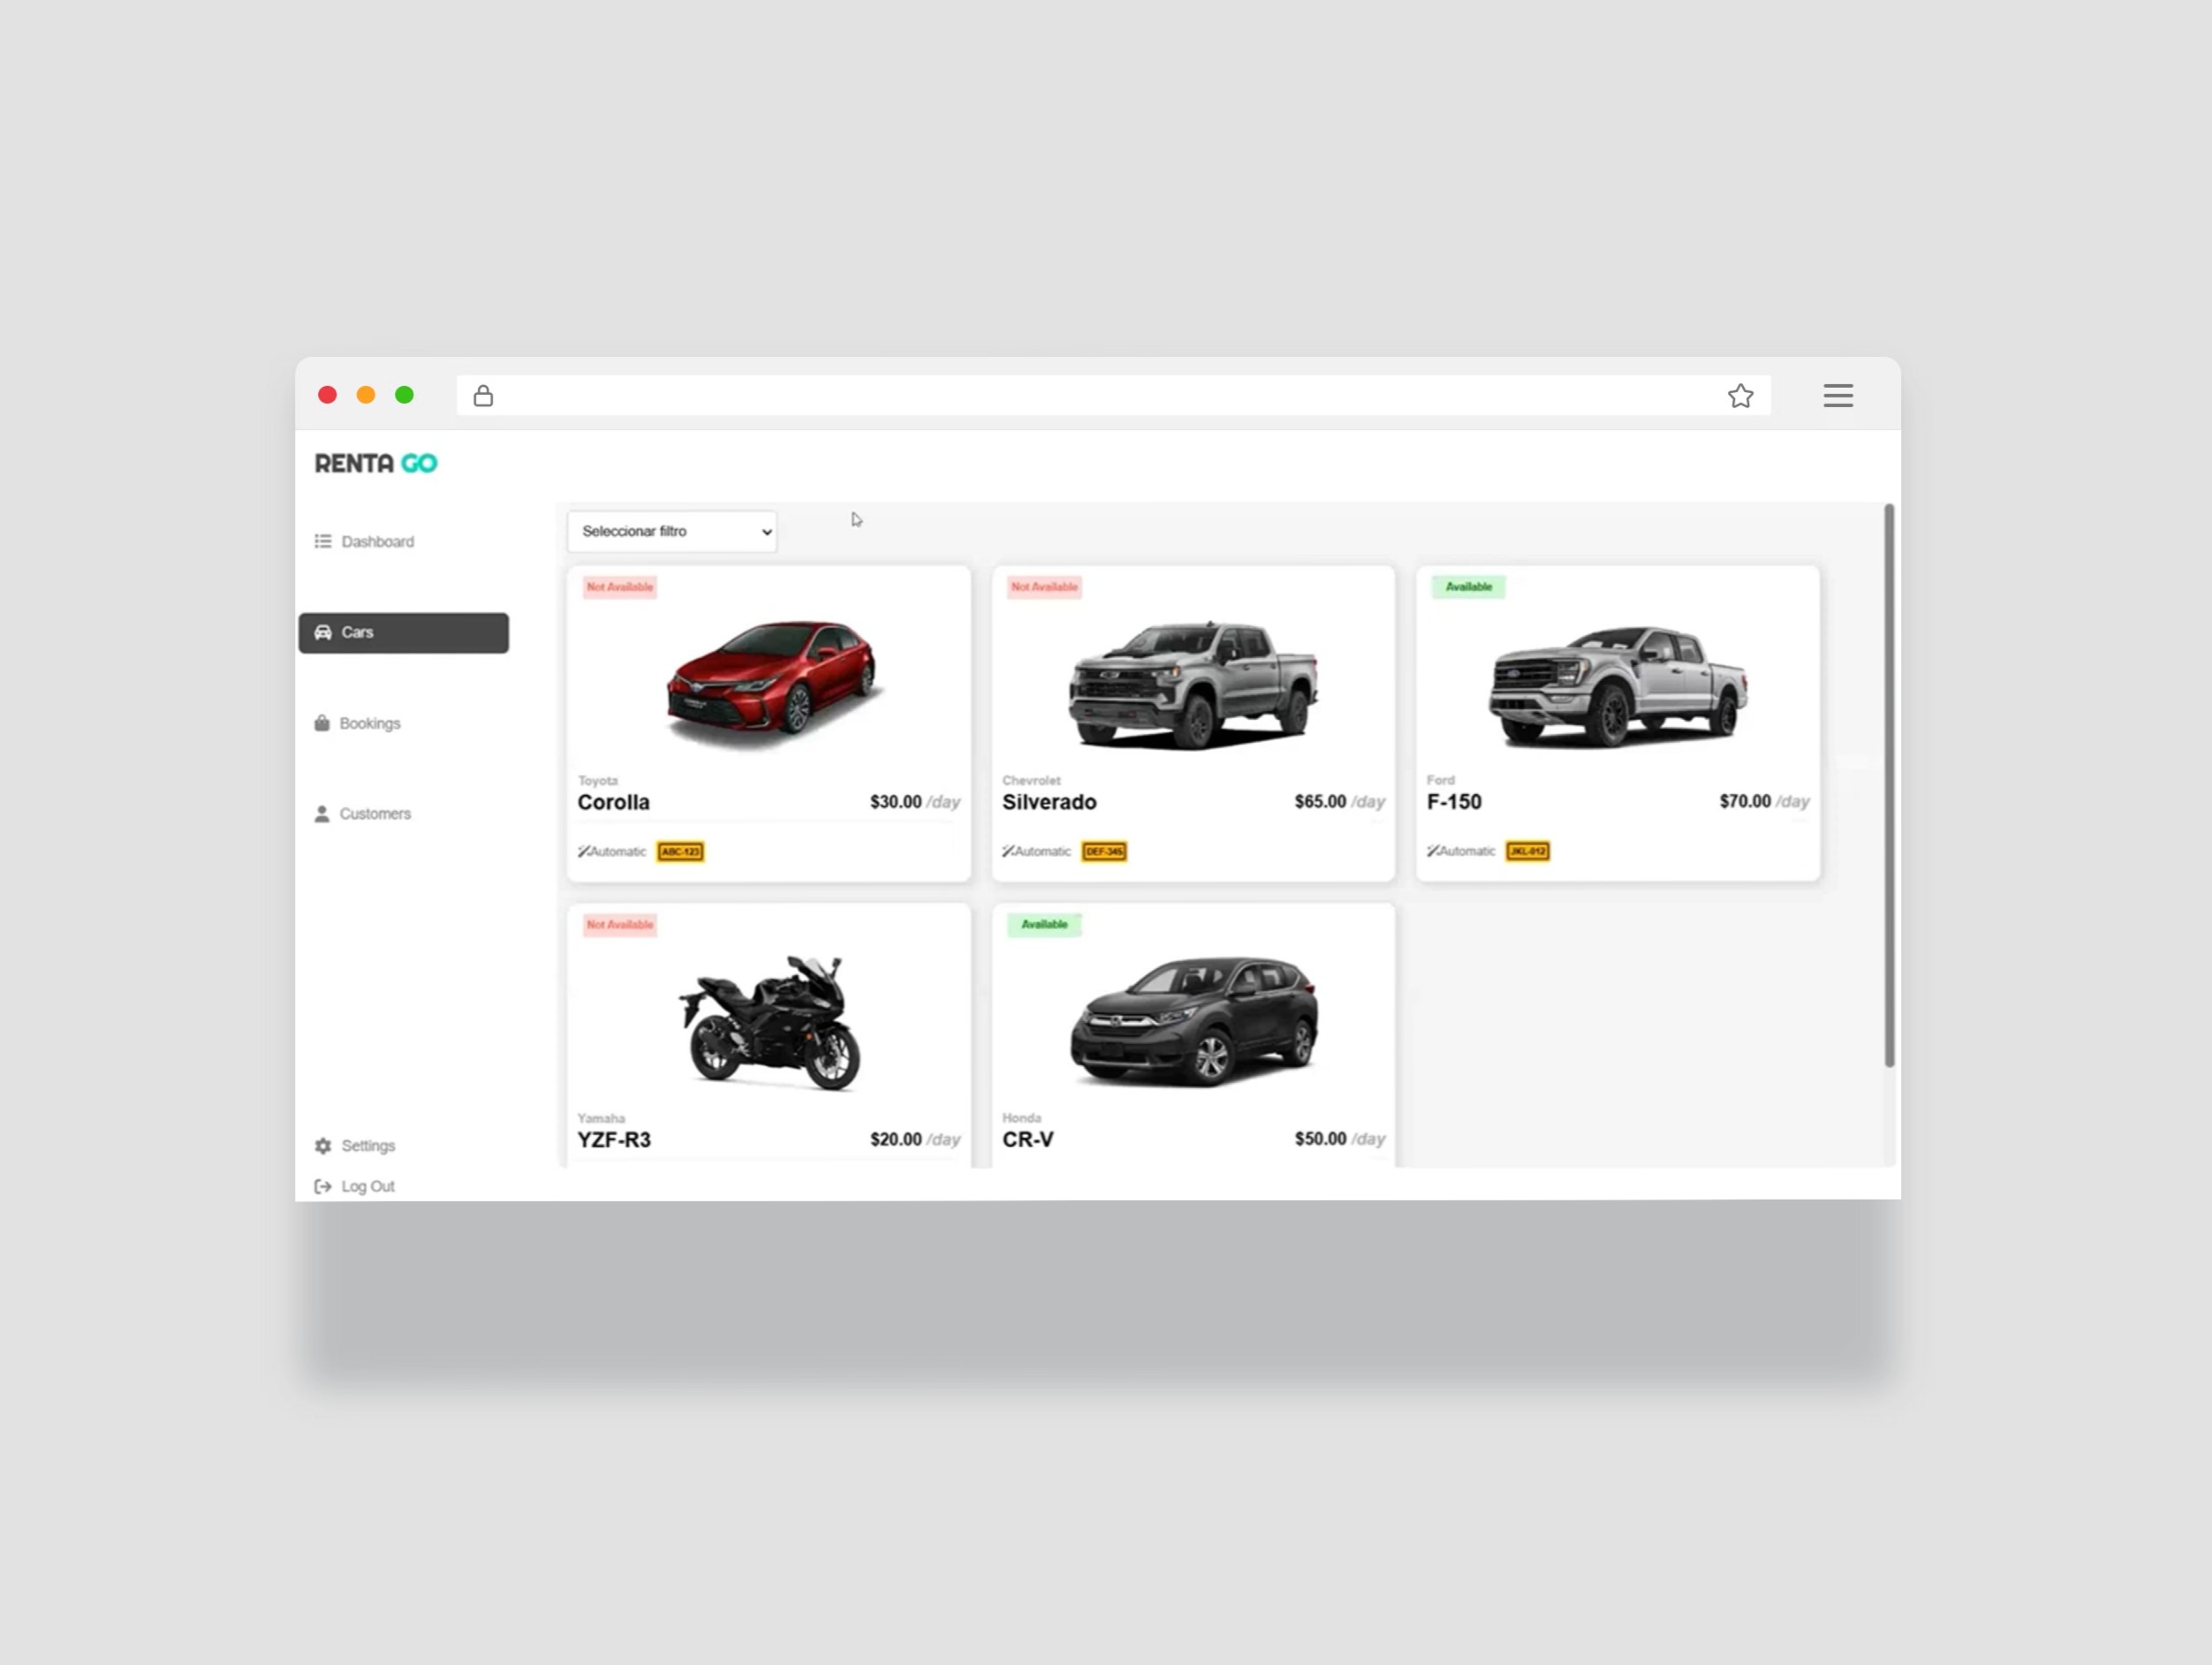 RENTA GO
Dashboard
Cars
Bookings
Customers
Settings
Log Out
Seleccionar filtro
Not Available
Toyota
Corolla $30.00 /day
Automatic ABC-123
Not Available
Chevrolet
Silverado $65.00 /day
Automatic DEF-345
Available
Ford
F-150 $70.00 /day
Automatic JKL-012
Not Available
Yamaha
YZF-R3 $20.00 /day
Available
Honda
CR-V $50.00 /day